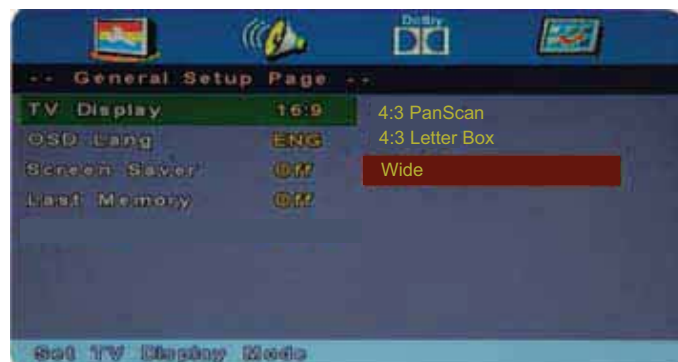 Dolby
-- General Setup Page --
TV Display 16:9 4:3 PanScan
OSD Lang ENG 4:3 Letter Box
Screen Saver Off Wide
Last Memory Off
Set TV Display Mode